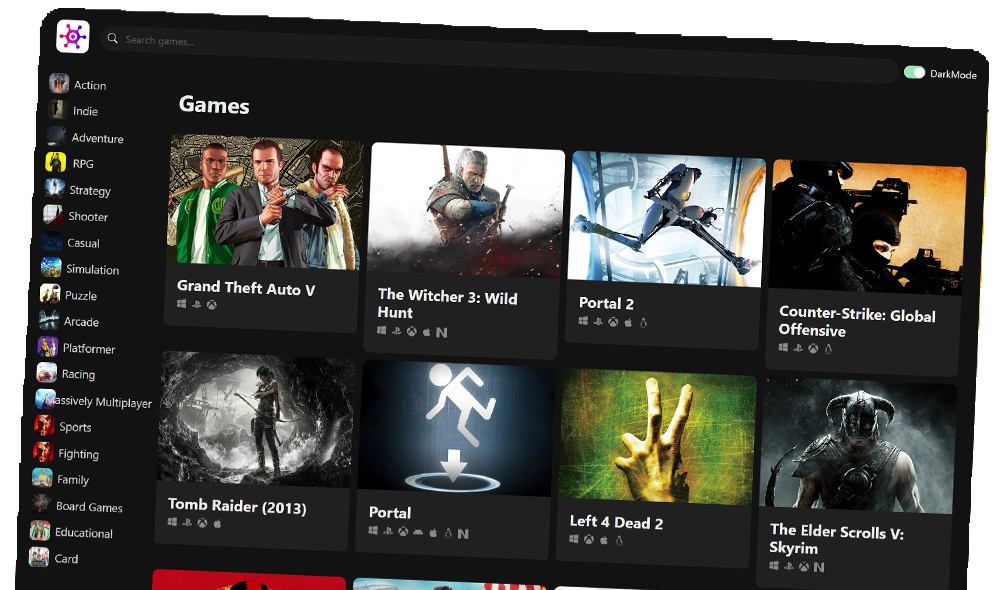 Search games...
DarkMode
Action
Indie
Adventure
RPG
Strategy
Shooter
Casual
Simulation
Puzzle
Arcade
Platformer
Racing
Massively Multiplayer
Sports
Fighting
Family
Board Games
Educational
Card
Games
Grand Theft Auto V
The Witcher 3: Wild
Hunt
Portal 2
Counter-Strike: Global
Offensive
Tomb Raider (2013)
Portal
Left 4 Dead 2
The Elder Scrolls V:
Skyrim